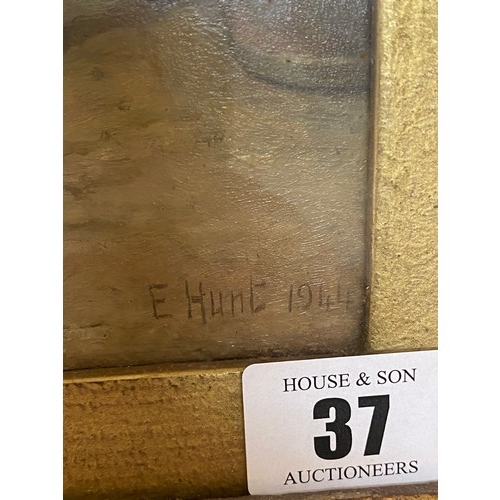 E Hunt 1944
HOUSE & SON
37
AUCTIONEERS